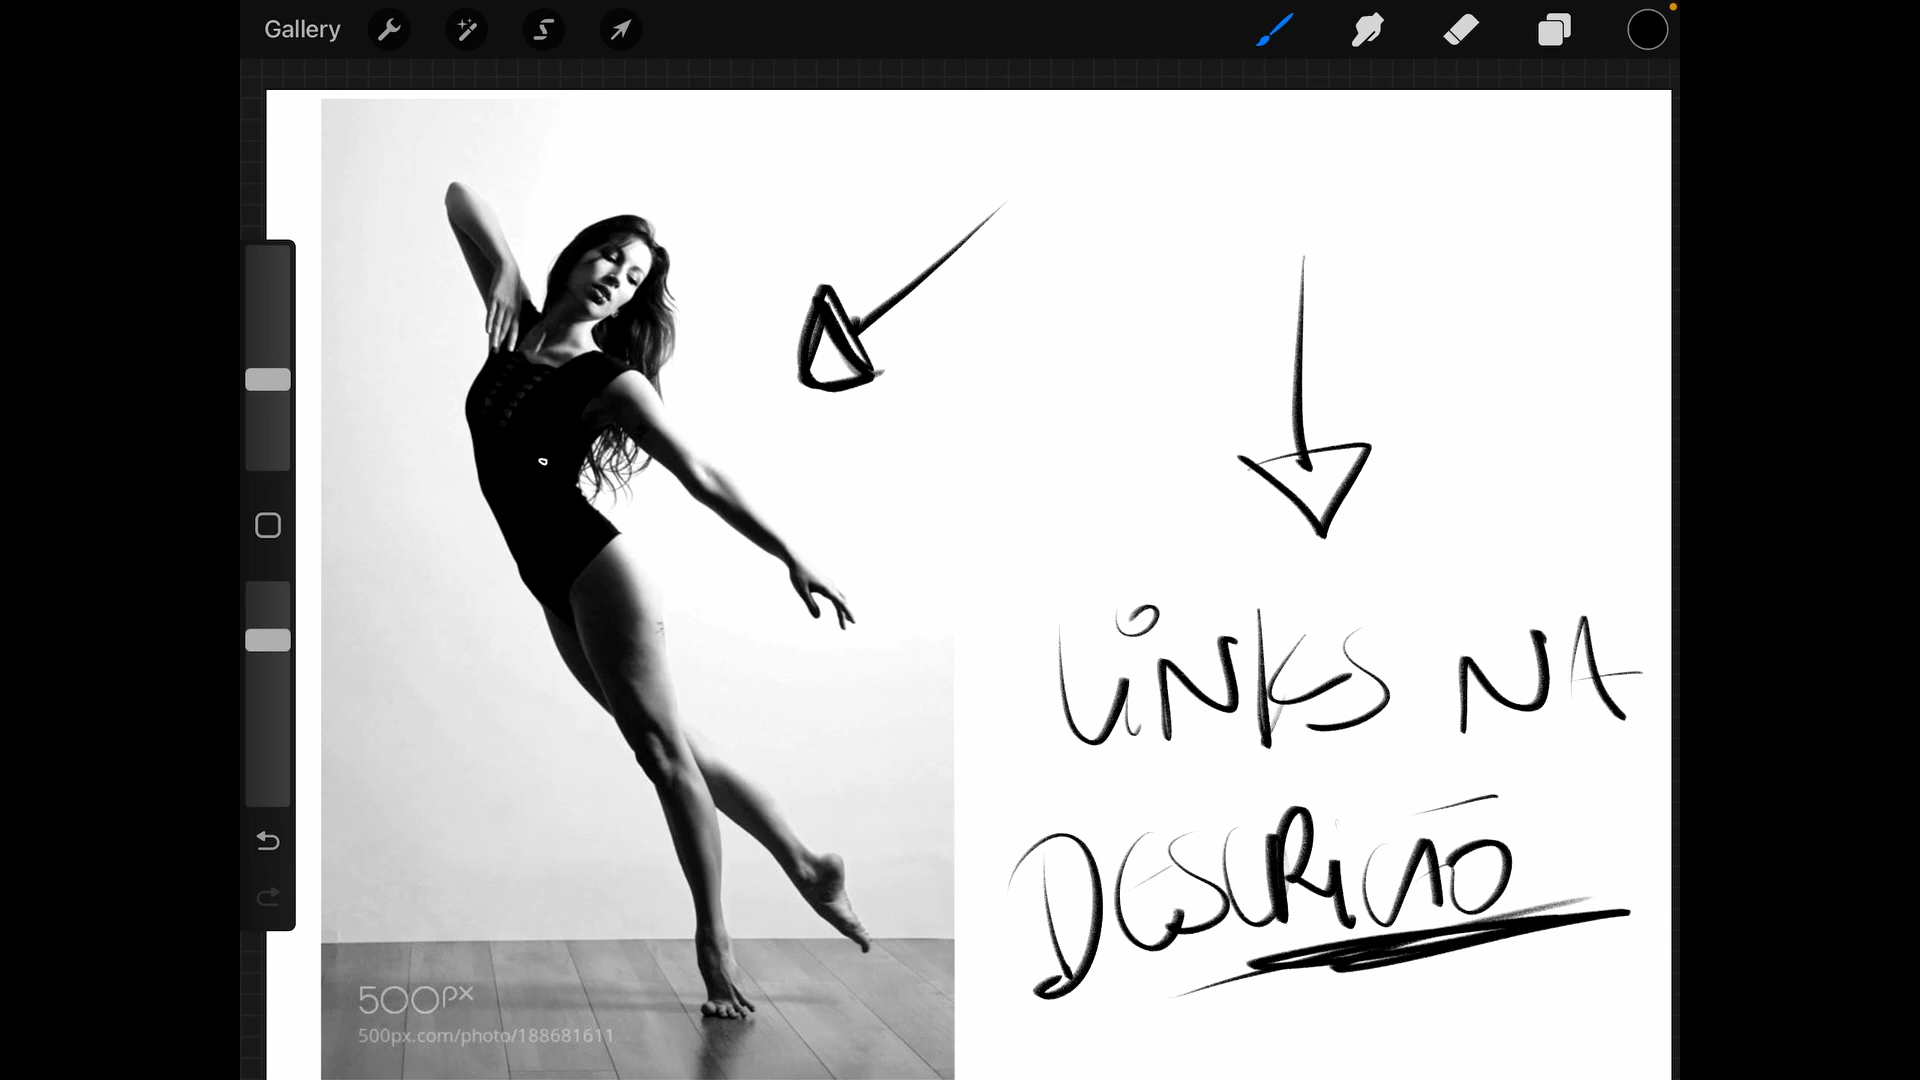 Gallery
LiNKS NA
DESCRiÇÃO
500px
500px.com/photo/188681611